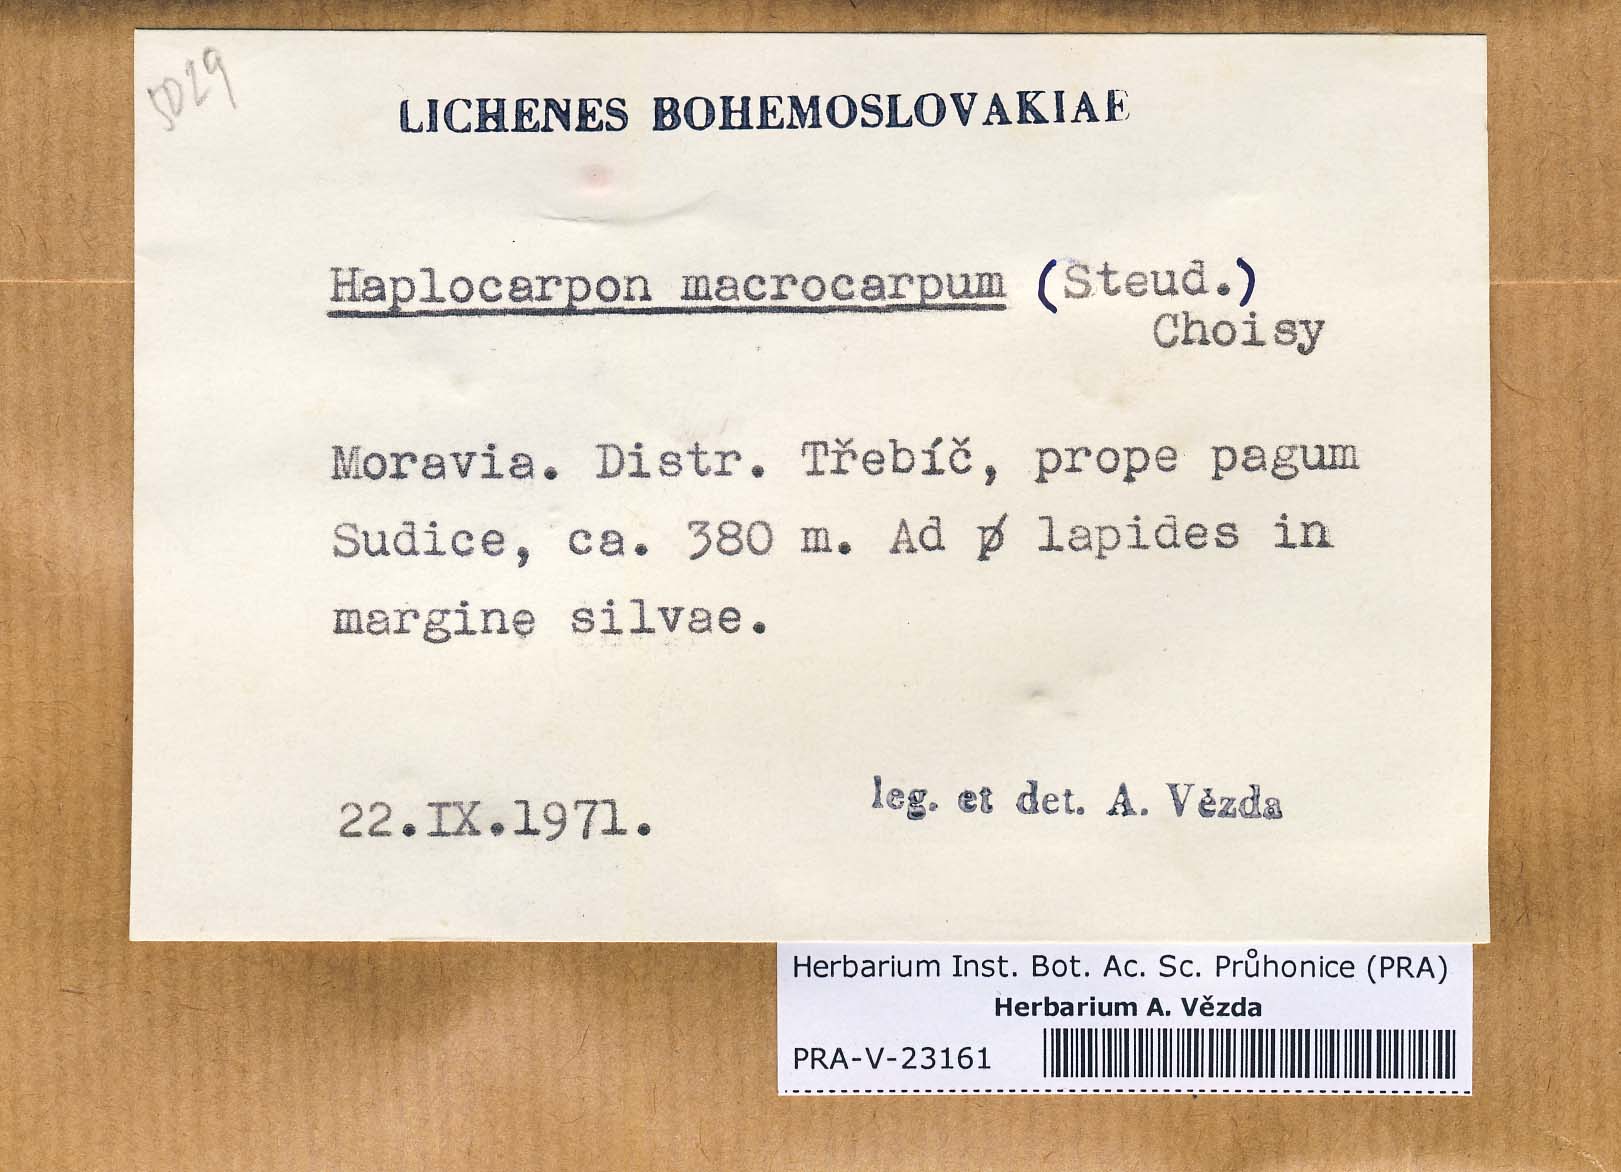 5029
LICHENES BOHEMOSLOVAKIAE
Haplocarpon macrocarpum (Steud.)
Choisy
Moravia. Distr. Třebíč, prope pagum
Sudice, ca. 380 m. Ad lapides in
margine silvae.
22.IX.1971.
leg. et det. A. Vězda
Herbarium Inst. Bot. Ac. Sc. Průhonice (PRA)
Herbarium A. Vězda
PRA-V-23161